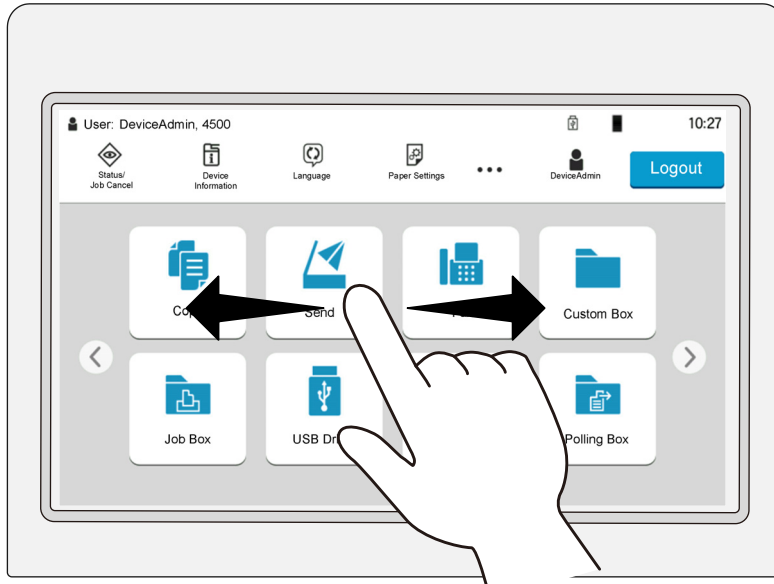 User: DeviceAdmin, 4500
10:27
Status/
Job Cancel
Device
Information
Language
Paper Settings
DeviceAdmin
Logout
Send
Custom Box
Job Box
USB
Polling Box